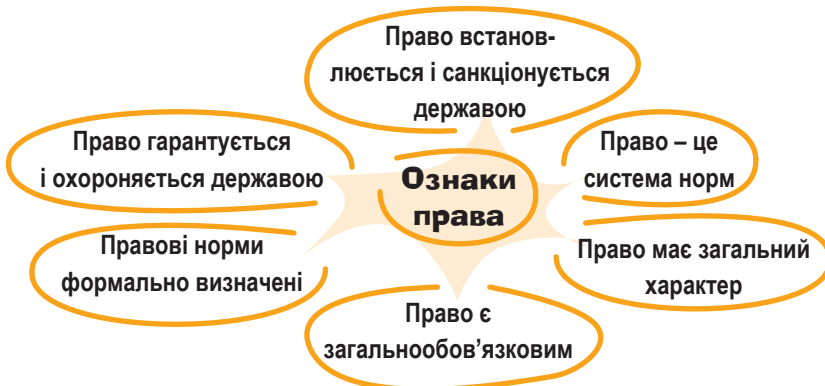 Право встанов-
люється і санкціонується
державою
Право гарантується
і охороняється державою
Право – це
система норм
Ознаки
права
Правові норми
формально визначені
Право має загальний
характер
Право є
загальнообов’язковим